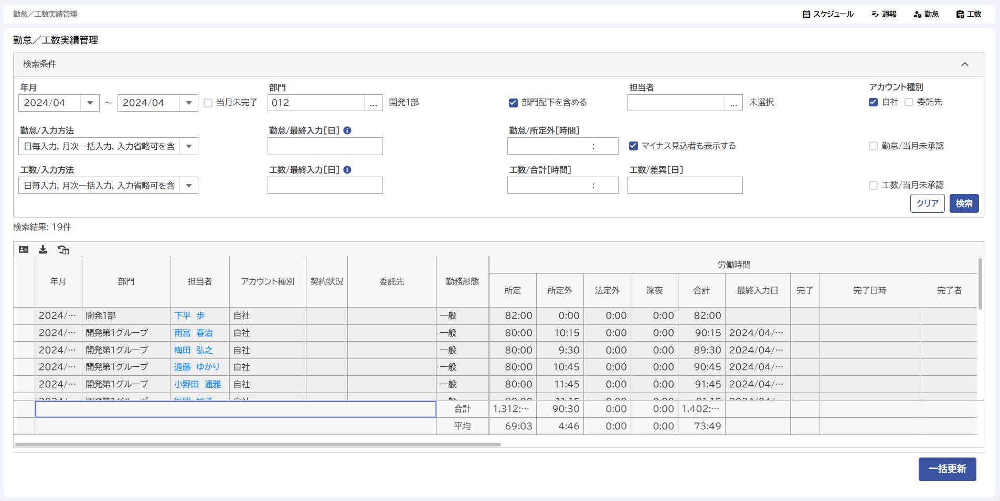 勤怠／工数実績管理
スケジュール 週報 勤怠 工数
勤怠／工数実績管理
検索条件
年月 部門 担当者 アカウント種別
2024/04 ～ 2024/04 当月未完了 012 ... 開発1部 部門配下を含める ... 未選択 自社 委託先
勤怠/入力方法 勤怠/最終入力[日] 勤怠/所定外[時間]
日毎入力, 月次一括入力, 入力省略可を含 : マイナス見込者も表示する 勤怠/当月未承認
工数/入力方法 工数/最終入力[日] 工数/合計[時間] 工数/差異[日]
日毎入力, 月次一括入力, 入力省略可を含 : 工数/当月未承認
クリア 検索
検索結果: 19件
労働時間
年月 部門 担当者 アカウント種別 契約状況 委託先 勤務形態
所定 所定外 法定外 深夜 合計 最終入力日 完了 完了日時 完了者
2024/… 開発1部 下平 歩 自社 一般 82:00 0:00 0:00 0:00 82:00
2024/… 開発第1グループ 雨宮 春治 自社 一般 80:00 10:15 0:00 0:00 90:15 2024/04/…
2024/… 開発第1グループ 梅田 弘之 自社 一般 80:00 9:30 0:00 0:00 89:30 2024/04/…
2024/… 開発第1グループ 遠藤 ゆかり 自社 一般 80:00 10:45 0:00 0:00 90:45 2024/04/…
2024/… 開発第1グループ 小野田 通雅 自社 一般 80:00 11:45 0:00 0:00 91:45 2024/04/…
合計 1,312:… 90:30 0:00 0:00 1,402:…
平均 69:03 4:46 0:00 0:00 73:49
一括更新